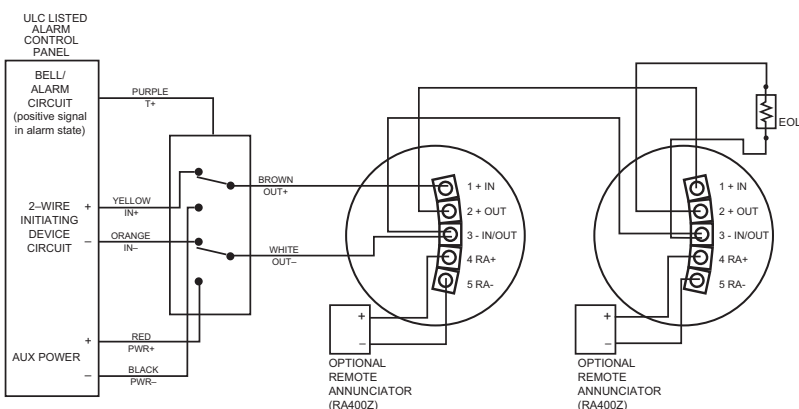 ULC LISTED
ALARM
CONTROL
PANEL
BELL/
ALARM
CIRCUIT
(positive signal
in alarm state)
PURPLE
T+
2–WIRE
INITIATING
DEVICE
CIRCUIT
+
–
YELLOW
IN+
ORANGE
IN–
AUX POWER
+
–
RED
PWR+
BLACK
PWR–
BROWN
OUT+
WHITE
OUT–
1 + IN
2 + OUT
3 - IN/OUT
4 RA+
5 RA-
+
–
OPTIONAL
REMOTE
ANNUNCIATOR
(RA400Z)
1 + IN
2 + OUT
3 - IN/OUT
4 RA+
5 RA-
+
–
OPTIONAL
REMOTE
ANNUNCIATOR
(RA400Z)
EOL